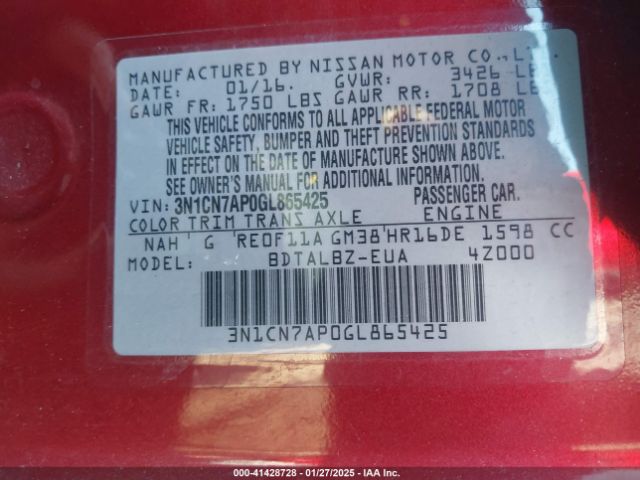 MANUFACTURED BY NISSAN MOTOR CO.,
DATE: 01/16. GVWR: 3426 LB
GAWR FR: 1750 LBS GAWR RR: 1708 LB
THIS VEHICLE CONFORMS TO ALL APPLICABLE FEDERAL MOTOR
VEHICLE SAFETY, BUMPER AND THEFT PREVENTION STANDARDS
IN EFFECT ON THE DATE OF MANUFACTURE SHOWN ABOVE.
SEE OWNER'S MANUAL FOR ADDITIONAL INFORMATION.
VIN: 3N1CN7AP0GL865425 PASSENGER CAR.
COLOR TRIM TRANS AXLE ENGINE
NAH G RE0F11A GM38 HR16DE 1598 CC
MODEL: BDTALBZ-EUA 4Z000
3N1CN7AP0GL865425
000-41428728 - 01/27/2025 - IAAI.com